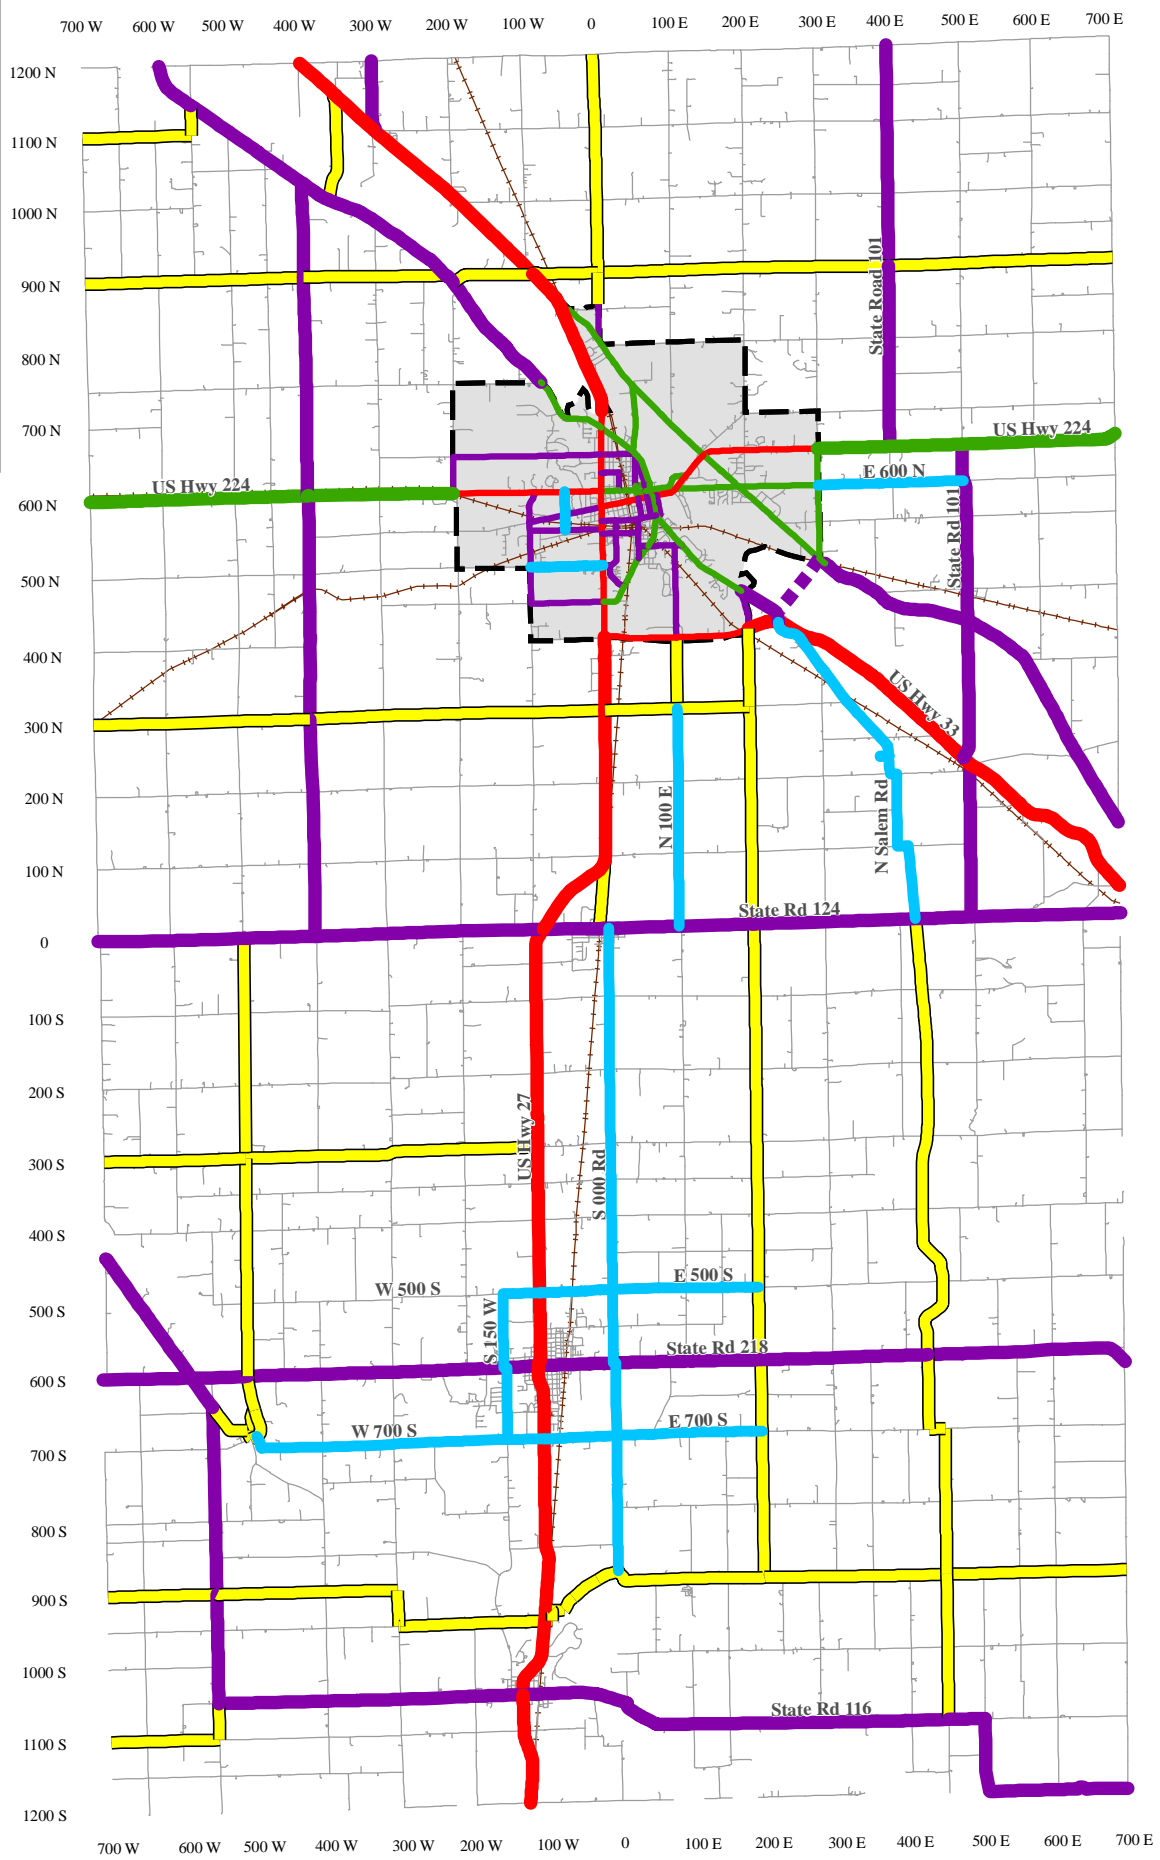 700 W 600 W 500 W 400 W 300 W 200 W 100 W 0 100 E 200 E 300 E 400 E 500 E 600 E 700 E
1200 N
1100 N
1000 N
State Road 101
900 N
800 N
700 N
US Hwy 224
E 600 N
US Hwy 224
600 N
State Rd 101
500 N
400 N
US Hwy 33
300 N
200 N
N 100 E
N Salem Rd
100 N
State Rd 124
0
100 S
200 S
US Hwy 27
S 000 Rd
300 S
400 S
E 500 S
W 500 S
500 S
S 150 W
State Rd 218
600 S
E 700 S
W 700 S
700 S
800 S
900 S
1000 S
State Rd 116
1100 S
1200 S
700 W 600 W 500 W 400 W 300 W 200 W 100 W 0 100 E 200 E 300 E 400 E 500 E 600 E 700 E